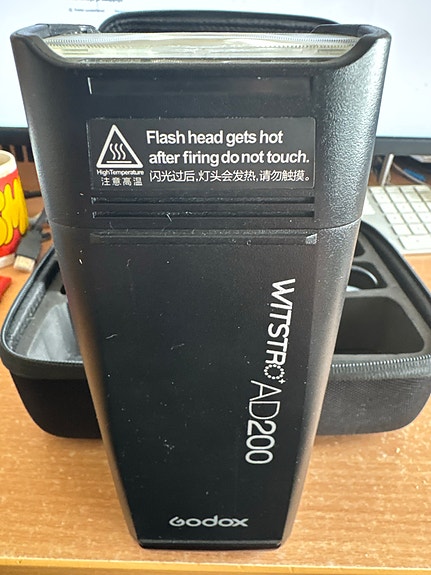 Flash head gets hot
after firing do not touch.
High Temperature
注意高温
闪光过后,灯头会发热,请勿触摸。
WITSTRO AD200
Godox